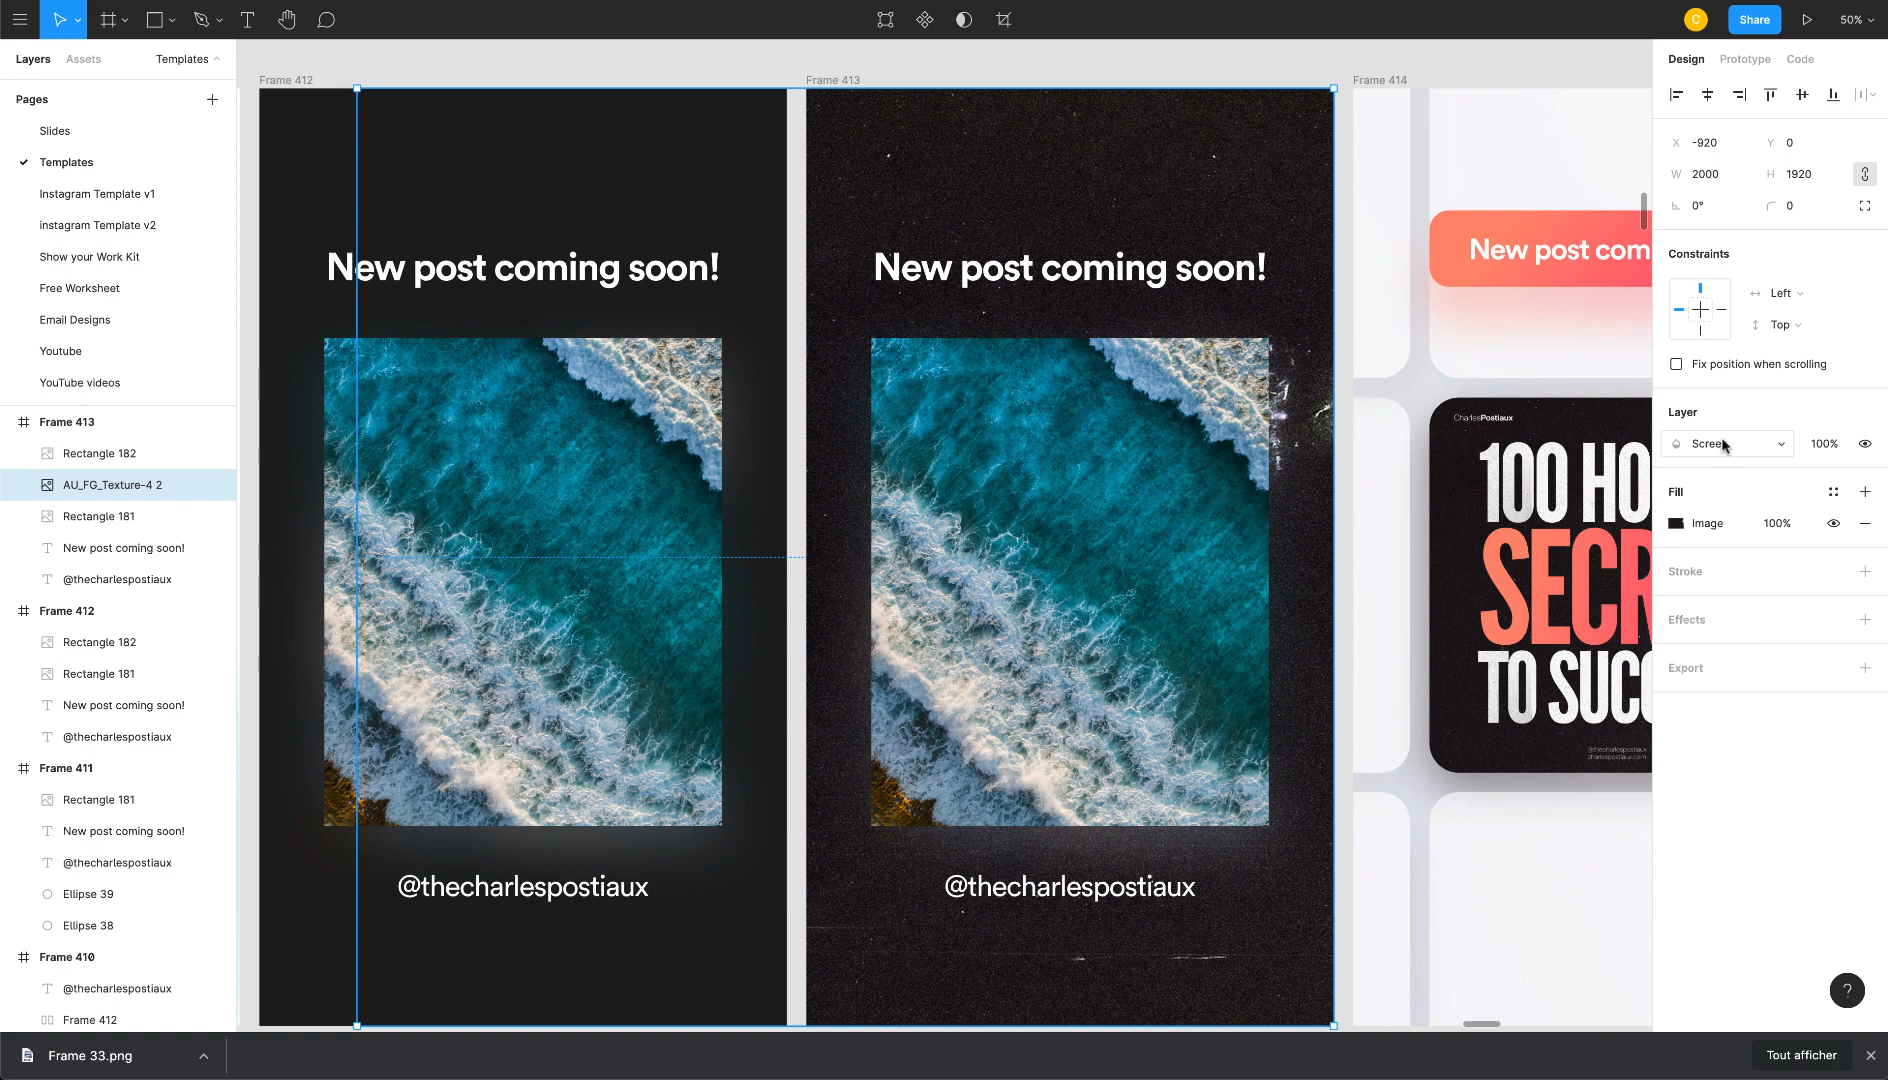 C
Share
50%
Layers
Assets
Templates
Pages
Slides
Templates
Instagram Template v1
instagram Template v2
Show your Work Kit
Free Worksheet
Email Designs
Youtube
YouTube videos
Frame 413
Rectangle 182
AU_FG_Texture-4 2
Rectangle 181
New post coming soon!
@thecharlespostiaux
Frame 412
Rectangle 182
Rectangle 181
New post coming soon!
@thecharlespostiaux
Frame 411
Rectangle 181
New post coming soon!
@thecharlespostiaux
Ellipse 39
Ellipse 38
Frame 410
@thecharlespostiaux
Frame 412
Frame 412
New post coming soon!
@thecharlespostiaux
Frame 413
New post coming soon!
@thecharlespostiaux
Frame 414
New post com
CharlesPostiaux
100 HO
SECR
TO SUCC
@thecharlespostiaux
charlespostiaux.com
Design
Prototype
Code
X -920 Y 0
W 2000 H 1920
0° 0
Constraints
Left
Top
Fix position when scrolling
Layer
Scree 100%
Fill
Image 100%
Stroke
Effects
Export
?
Frame 33.png
Tout afficher